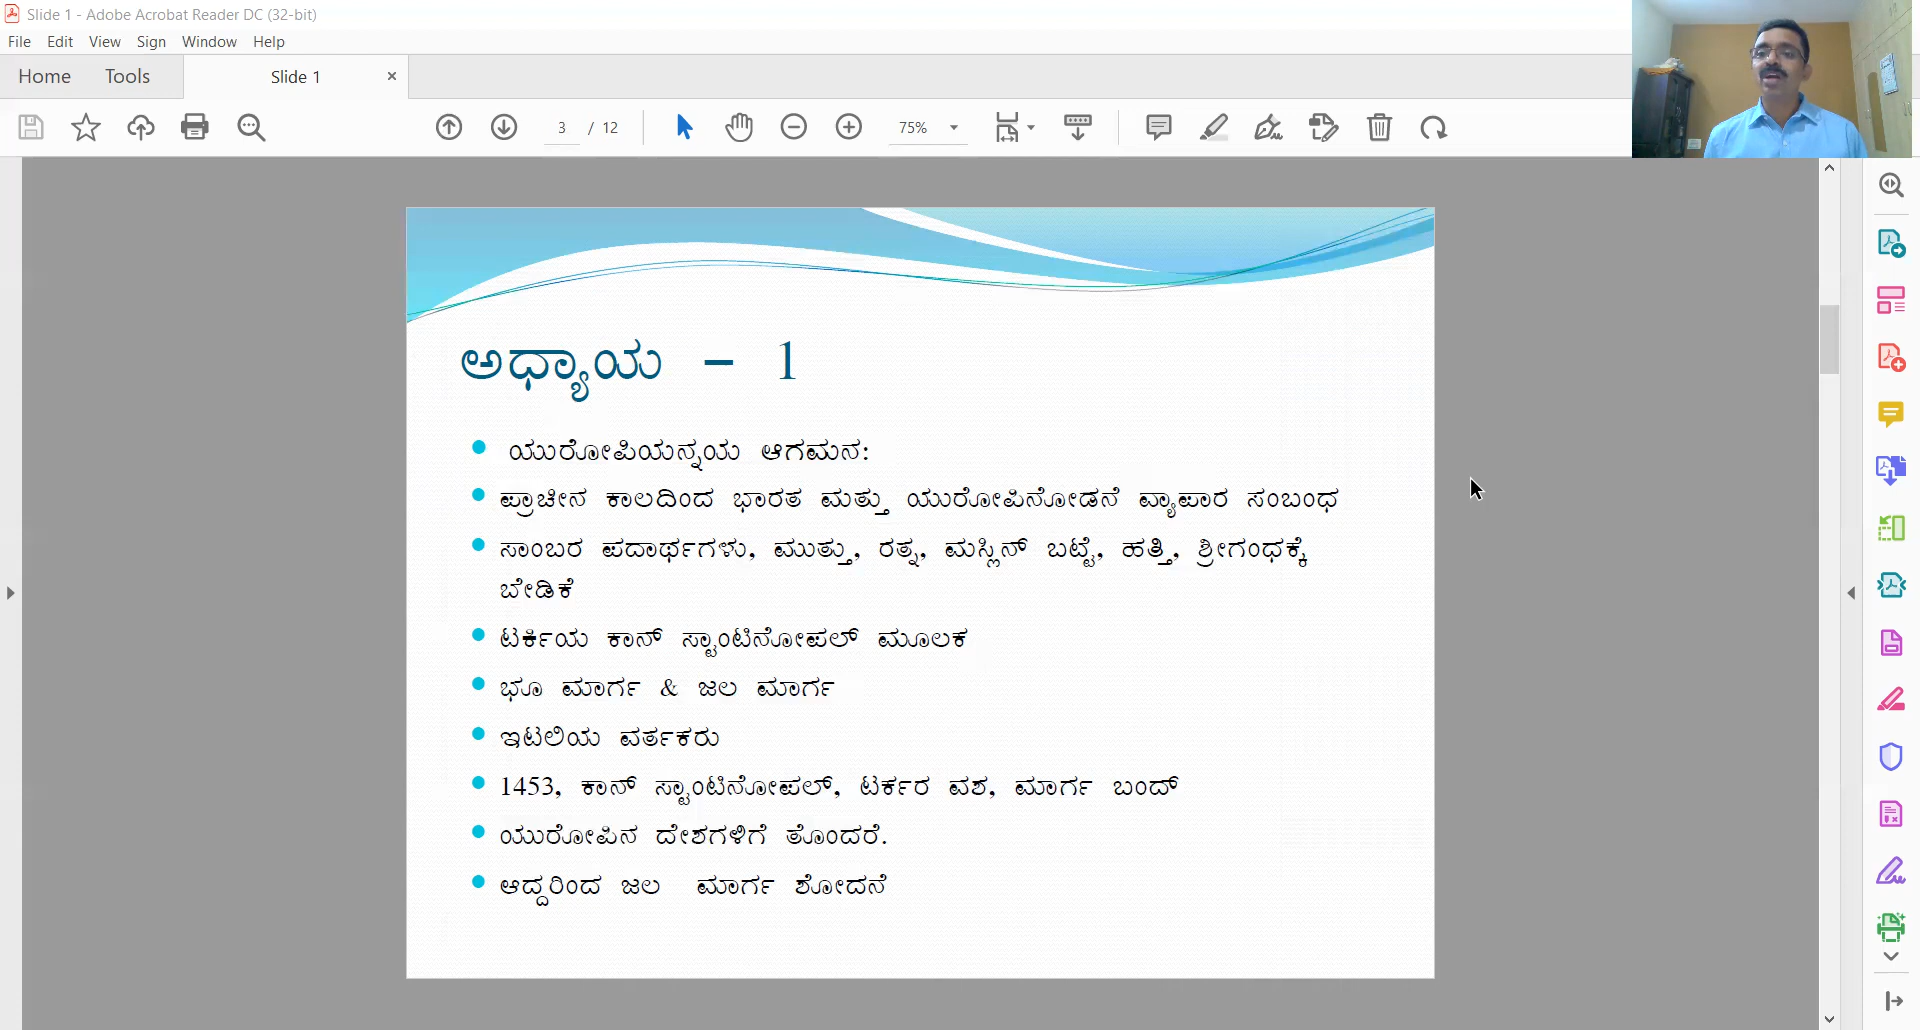 Slide 1 - Adobe Acrobat Reader DC (32-bit)
File Edit View Sign Window Help
Home Tools Slide 1 ×
3 / 12 75%
ಅಧ್ಯಾಯ – 1
ಯುರೋಪಿಯನ್ನಯ ಆಗಮನ:
ಪ್ರಾಚೀನ ಕಾಲದಿಂದ ಭಾರತ ಮತ್ತು ಯುರೋಪಿನೋಡನೆ ವ್ಯಾಪಾರ ಸಂಬಂಧ
ಸಾಂಬರ ಪದಾರ್ಥಗಳು, ಮುತ್ತು, ರತ್ನ, ಮಸ್ಲಿನ್ ಬಟ್ಟೆ, ಹತ್ತಿ, ಶ್ರೀಗಂಧಕ್ಕೆ
ಬೇಡಿಕೆ
ಟರ್ಕಿಯ ಕಾನ್ ಸ್ಟಾಂಟಿನೋಪಲ್ ಮೂಲಕ
ಭೂ ಮಾರ್ಗ & ಜಲ ಮಾರ್ಗ
ಇಟಲಿಯ ವರ್ತಕರು
1453, ಕಾನ್ ಸ್ಟಾಂಟಿನೋಪಲ್, ಟರ್ಕರ ವಶ, ಮಾರ್ಗ ಬಂದ್
ಯುರೋಪಿನ ದೇಶಗಳಿಗೆ ತೊಂದರೆ.
ಆದ್ದರಿಂದ ಜಲ ಮಾರ್ಗ ಶೋದನೆ